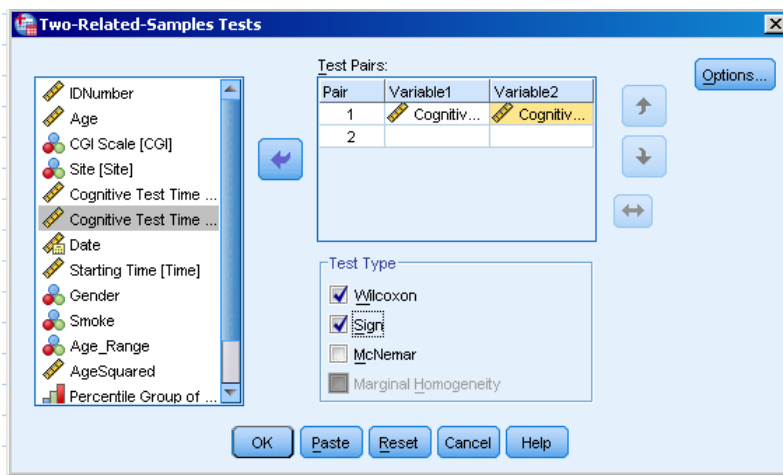 Two-Related-Samples Tests
IDNumber
Age
CGI Scale [CGI]
Site [Site]
Cognitive Test Time ...
Cognitive Test Time ...
Date
Starting Time [Time]
Gender
Smoke
Age_Range
AgeSquared
Percentile Group of ...
Test Pairs:
Pair Variable1 Variable2
1 Cognitiv... Cognitiv...
2
Options...
Test Type
Wilcoxon
Sign
McNemar
Marginal Homogeneity
OK Paste Reset Cancel Help